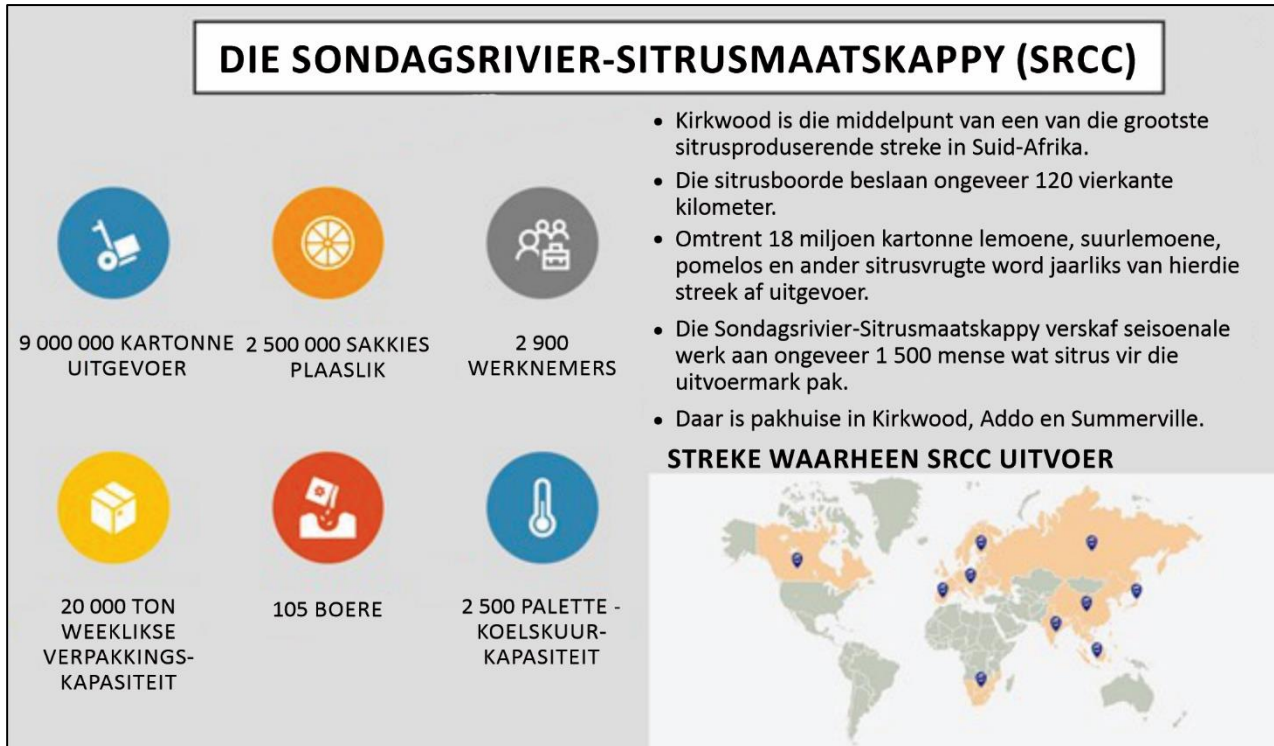 DIE SONDAGSRIVIER-SITRUSMAATSKAPPY (SRCC)
9 000 000 KARTONNE
UITGEVOER
2 500 000 SAKKIES
PLAASLIK
2 900
WERKNEMERS
20 000 TON
WEEKLIKSE
VERPAKKINGS-
KAPASITEIT
105 BOERE
2 500 PALETTE -
KOELSKUUR-
KAPASITEIT
• Kirkwood is die middelpunt van een van die grootste
sitrusproduserende streke in Suid-Afrika.
• Die sitrusboorde beslaan ongeveer 120 vierkante
kilometer.
• Omtrent 18 miljoen kartonne lemoene, suurlemoene,
pomelos en ander sitrusvrugte word jaarliks van hierdie
streek af uitgevoer.
• Die Sondagsrivier-Sitrusmaatskappy verskaf seisoenale
werk aan ongeveer 1 500 mense wat sitrus vir die
uitvoermark pak.
• Daar is pakhuise in Kirkwood, Addo en Summerville.
STREKE WAARHEEN SRCC UITVOER